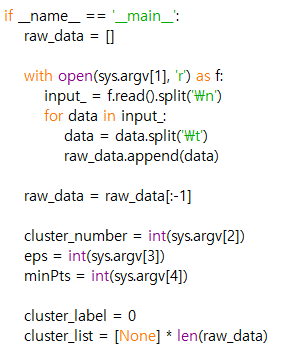 if __name__ == '__main__':
    raw_data = []

    with open(sys.argv[1], 'r') as f:
        input_ = f.read().split('₩n')
        for data in input_:
            data = data.split('₩t')
            raw_data.append(data)

    raw_data = raw_data[:-1]

    cluster_number = int(sys.argv[2])
    eps = int(sys.argv[3])
    minPts = int(sys.argv[4])

    cluster_label = 0
    cluster_list = [None] * len(raw_data)